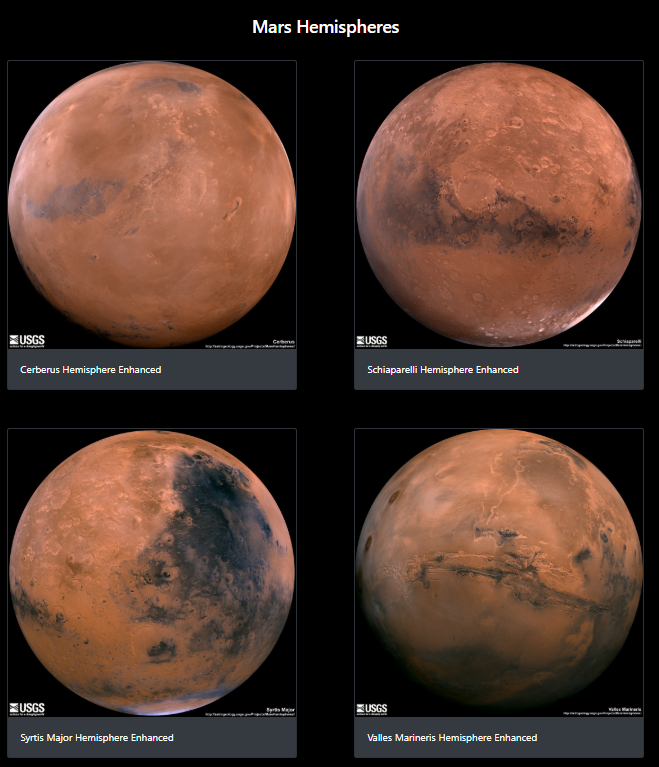 Mars Hemispheres
USGS
Cerberus
Cerberus Hemisphere Enhanced
USGS
Schiaparelli
Schiaparelli Hemisphere Enhanced
USGS
Syrtis Major
Syrtis Major Hemisphere Enhanced
USGS
Valles Marineris
Valles Marineris Hemisphere Enhanced